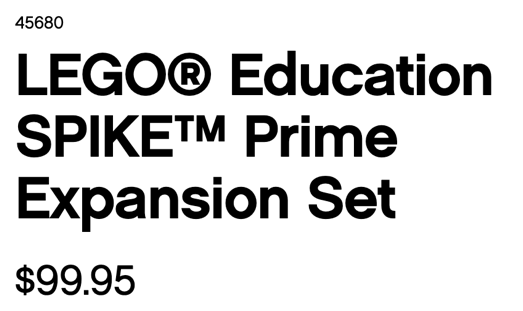 45680
LEGO® Education
SPIKE™ Prime
Expansion Set
$99.95